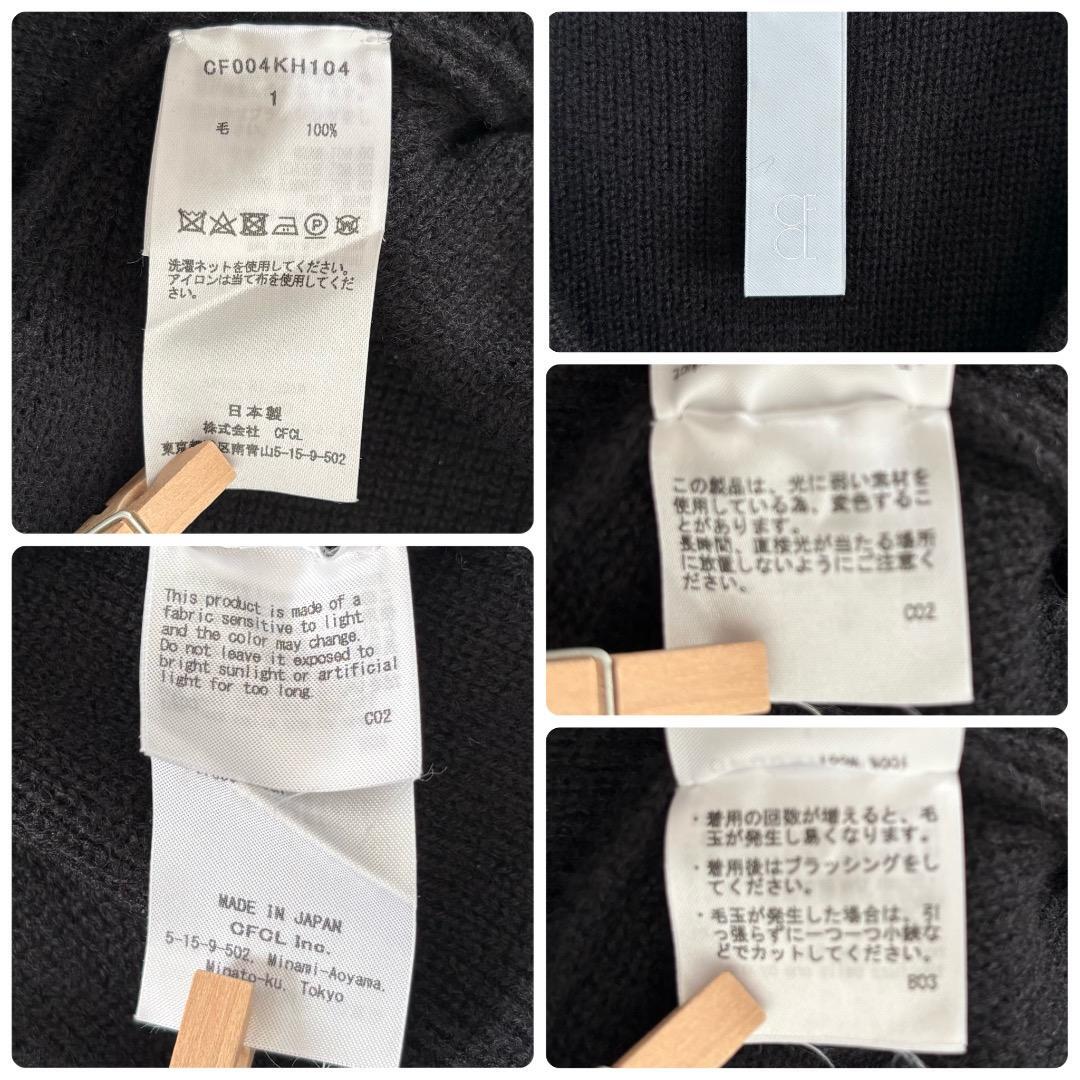 CF004KH104
1
毛 100%
洗濯ネットを使用してください。
アイロンは当て布を使用してくだ
さい。
日本製
株式会社 CFCL
東京 区南青山5-15-9-502
CFCL
この製品は、光に弱い素材を
使用している為、変色するこ
とがあります。
長時間、直接光が当たる場所
に放置しないようにご注意く
ださい。
C02
This product is made of a
fabric sensitive to light
and the color may change.
Do not leave it exposed to
bright sunlight or artificial
light for too long.
C02
MADE IN JAPAN
CFCL Inc.
5-15-9-502, Minami-Aoyama,
Minato-ku, Tokyo
・着用の回数が増えると、毛
玉が発生し易くなります。
・着用後はブラッシングをし
てください。
・毛玉が発生した場合は、引
っ張らずに一つ一つ小鋏な
どでカットしてください。
B03